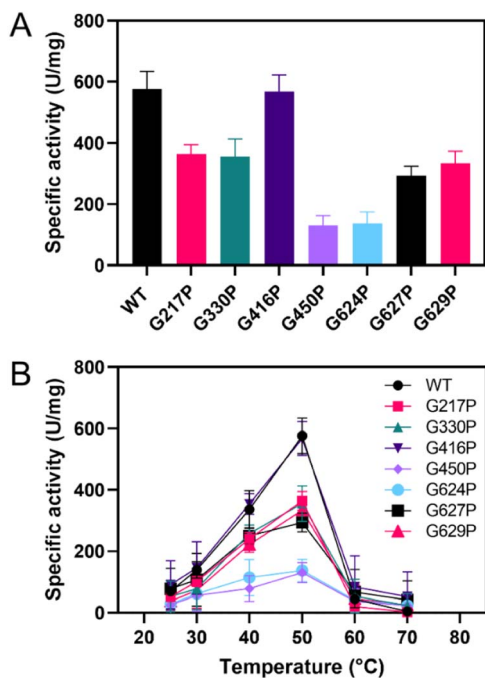 A
Specific activity (U/mg)
800
600
400
200
0
WT
G217P
G330P
G416P
G450P
G624P
G627P
G629P
B
Specific activity (U/mg)
800
600
400
200
0
WT
G217P
G330P
G416P
G450P
G624P
G627P
G629P
20 30 40 50 60 70 80
Temperature (°C)